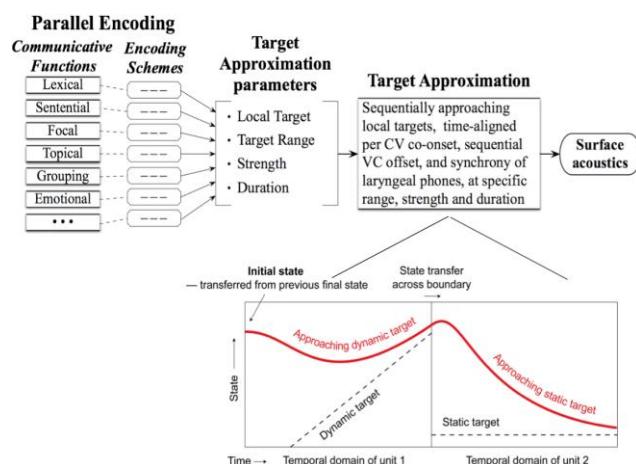 Parallel Encoding
Communicative
Functions
Encoding
Schemes
Lexical
Sentential
Focal
Topical
Grouping
Emotional
• • •
Target
Approximation
parameters
• Local Target
• Target Range
• Strength
• Duration
Target Approximation
Sequentially approaching
local targets, time-aligned
per CV co-onset, sequential
VC offset, and synchrony of
laryngeal phones, at specific
range, strength and duration
Surface
acoustics
Initial state
— transferred from previous final state
State transfer
across boundary
Approaching dynamic target
Dynamic target
Approaching static target
Static target
State
Time
Temporal domain of unit 1
Temporal domain of unit 2